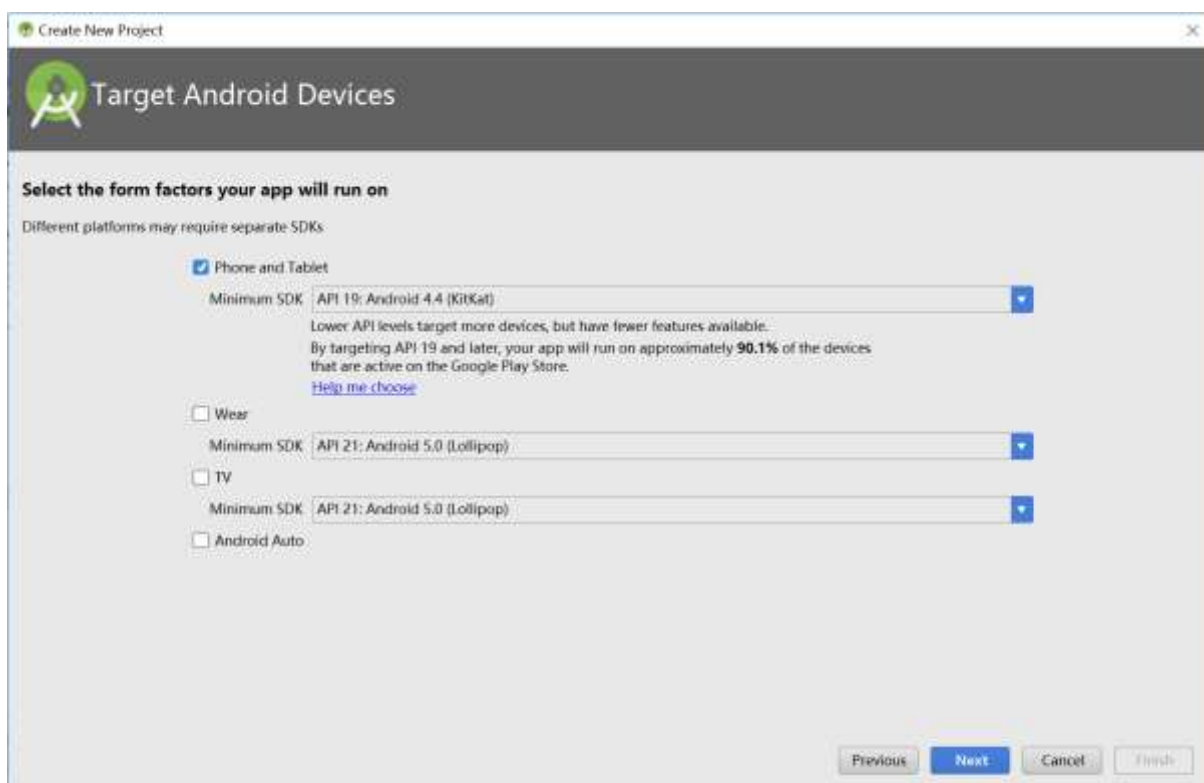 Create New Project
Target Android Devices
Select the form factors your app will run on
Different platforms may require separate SDKs
Phone and Tablet
Minimum SDK API 19: Android 4.4 (KitKat)
Lower API levels target more devices, but have fewer features available.
By targeting API 19 and later, your app will run on approximately 90.1% of the devices
that are active on the Google Play Store.
Help me choose
Wear
Minimum SDK API 21: Android 5.0 (Lollipop)
TV
Minimum SDK API 21: Android 5.0 (Lollipop)
Android Auto
Previous Next Cancel Finish